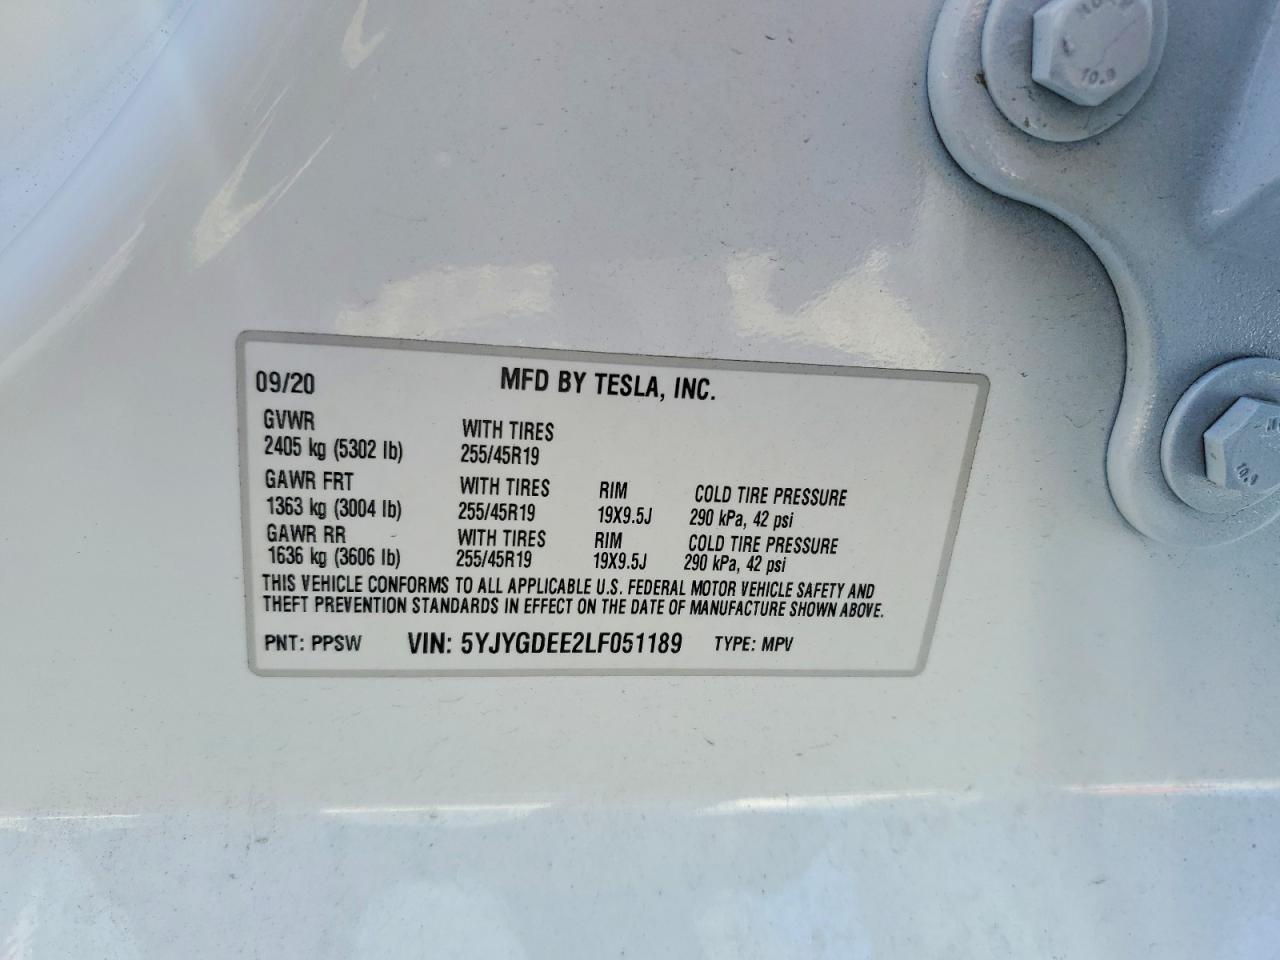 09/20 MFD BY TESLA, INC.
GVWR WITH TIRES
2405 kg (5302 lb) 255/45R19
GAWR FRT WITH TIRES RIM COLD TIRE PRESSURE
1363 kg (3004 lb) 255/45R19 19X9.5J 290 kPa, 42 psi
GAWR RR WITH TIRES RIM COLD TIRE PRESSURE
1636 kg (3606 lb) 255/45R19 19X9.5J 290 kPa, 42 psi
THIS VEHICLE CONFORMS TO ALL APPLICABLE U.S. FEDERAL MOTOR VEHICLE SAFETY AND
THEFT PREVENTION STANDARDS IN EFFECT ON THE DATE OF MANUFACTURE SHOWN ABOVE.
PNT: PPSW VIN: 5YJYGDEE2LF051189 TYPE: MPV
10.9
10.9